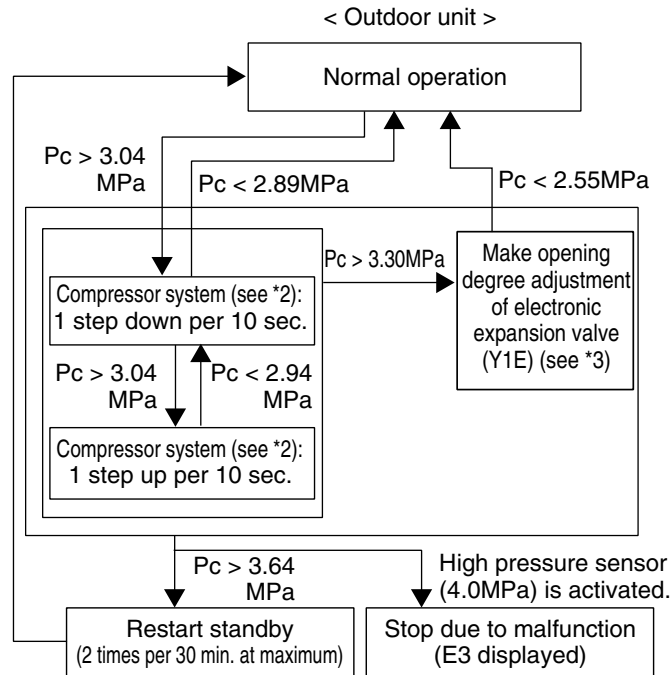 < Outdoor unit >
Normal operation
Pc > 3.04
MPa
Pc < 2.89MPa
Pc < 2.55MPa
Compressor system (see *2):
1 step down per 10 sec.
Pc > 3.30MPa
Make opening
degree adjustment
of electronic
expansion valve
(Y1E) (see *3)
Pc > 3.04
MPa
Pc < 2.94
MPa
Compressor system (see *2):
1 step up per 10 sec.
Pc > 3.64
MPa
High pressure sensor
(4.0MPa) is activated.
Restart standby
(2 times per 30 min. at maximum)
Stop due to malfunction
(E3 displayed)